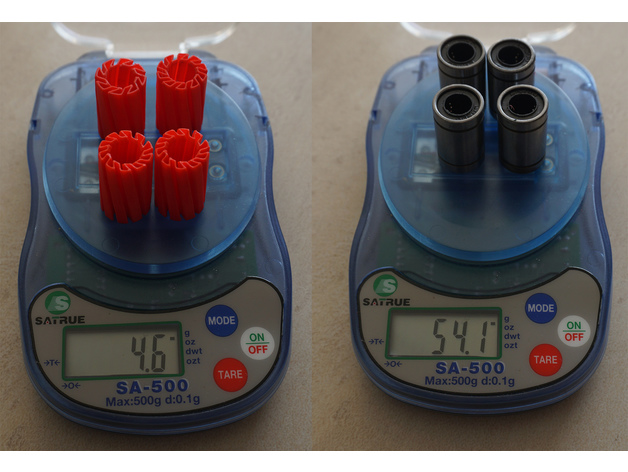 S
SATRUE
4.6
g
oz
dwt
ozt
→T←
→O←
MODE
ON
OFF
TARE
SA-500
Max:500g d:0.1g
S
SATRUE
54.1
g
oz
dwt
ozt
→T←
→O←
MODE
ON
OFF
TARE
SA-500
Max:500g d:0.1g